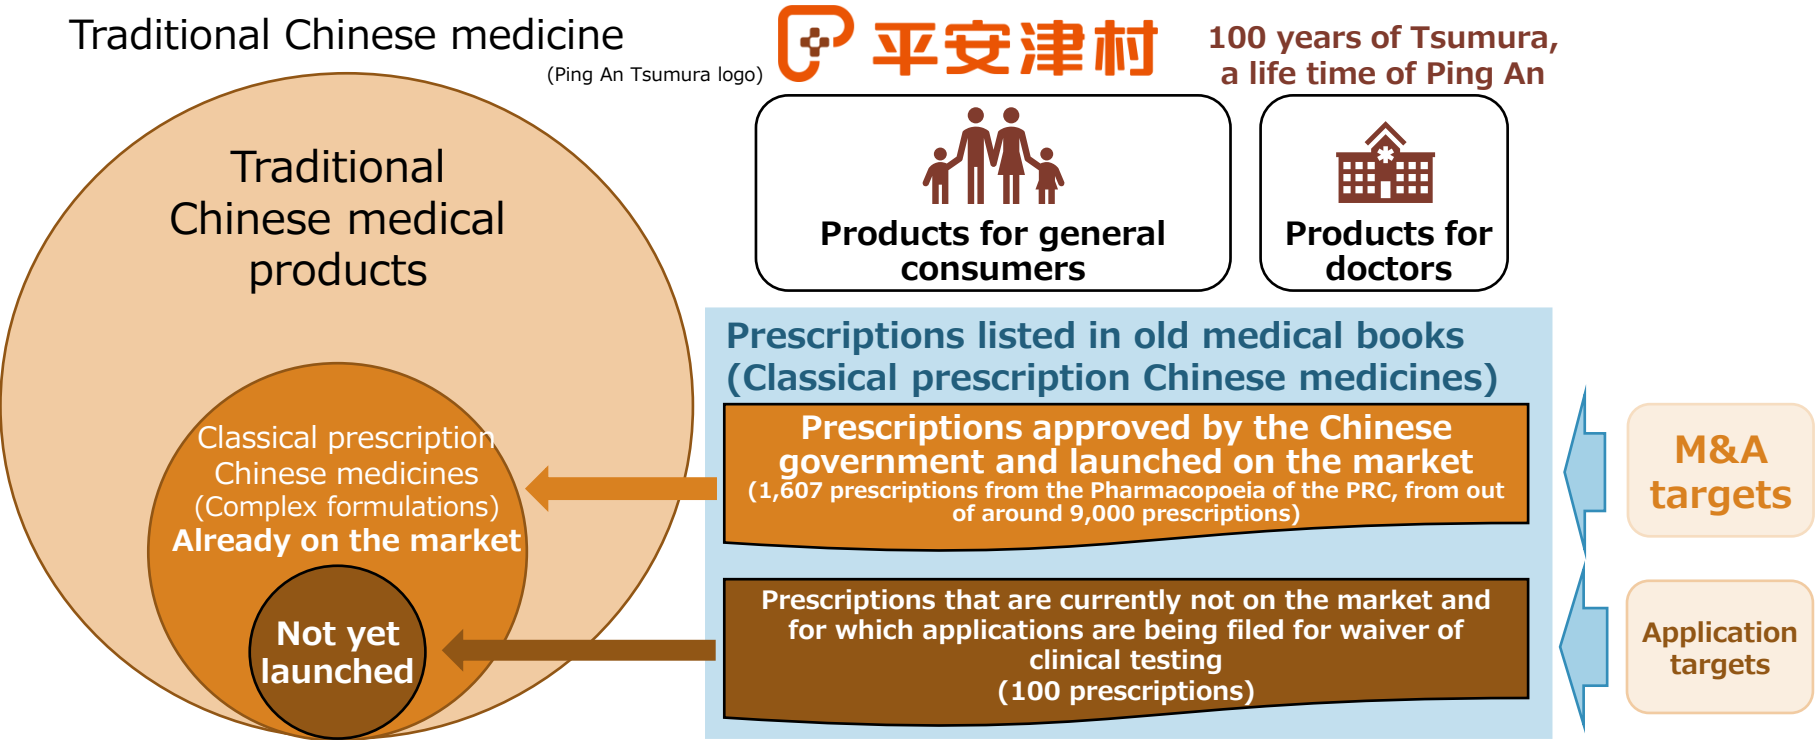 Traditional Chinese medicine
(Ping An Tsumura logo)
平安津村
100 years of Tsumura,
a life time of Ping An
Traditional
Chinese medical
products
Products for general
consumers
Products for
doctors
Prescriptions listed in old medical books
(Classical prescription Chinese medicines)
Classical prescription
Chinese medicines
(Complex formulations)
Already on the market
Prescriptions approved by the Chinese
government and launched on the market
(1,607 prescriptions from the Pharmacopoeia of the PRC, from out
of around 9,000 prescriptions)
M&A
targets
Not yet
launched
Prescriptions that are currently not on the market and
for which applications are being filed for waiver of
clinical testing
(100 prescriptions)
Application
targets